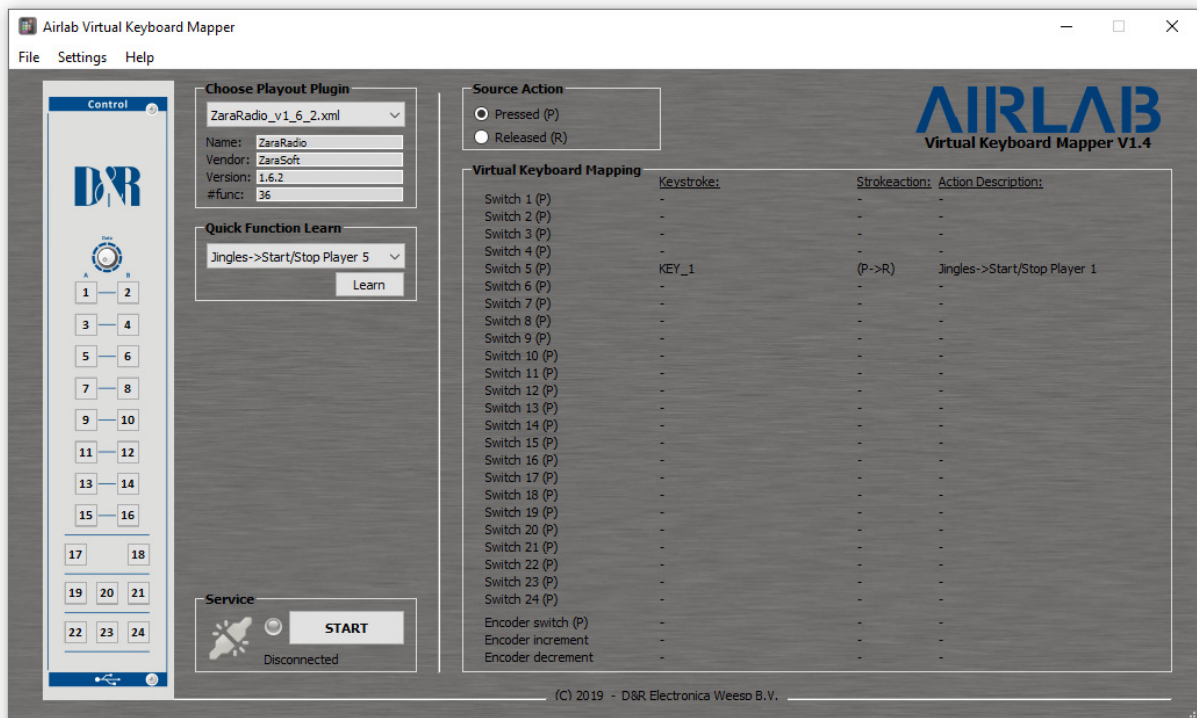 Airlab Virtual Keyboard Mapper
File Settings Help
Control
D&R
Data
A B
1 2
3 4
5 6
7 8
9 10
11 12
13 14
15 16
17 18
19 20 21
22 23 24
Choose Playout Plugin
ZaraRadio_v1_6_2.xml
Name: ZaraRadio
Vendor: ZaraSoft
Version: 1.6.2
#func: 36
Quick Function Learn
Jingles->Start/Stop Player 5
Learn
Service
START
Disconnected
Source Action
Pressed (P)
Released (R)
AIRLAB
Virtual Keyboard Mapper V1.4
Virtual Keyboard Mapping
Keystroke: Strokeaction: Action Description:
Switch 1 (P) - - -
Switch 2 (P) - - -
Switch 3 (P) - - -
Switch 4 (P) - - -
Switch 5 (P) KEY_1 (P->R) Jingles->Start/Stop Player 1
Switch 6 (P) - - -
Switch 7 (P) - - -
Switch 8 (P) - - -
Switch 9 (P) - - -
Switch 10 (P) - - -
Switch 11 (P) - - -
Switch 12 (P) - - -
Switch 13 (P) - - -
Switch 14 (P) - - -
Switch 15 (P) - - -
Switch 16 (P) - - -
Switch 17 (P) - - -
Switch 18 (P) - - -
Switch 19 (P) - - -
Switch 20 (P) - - -
Switch 21 (P) - - -
Switch 22 (P) - - -
Switch 23 (P) - - -
Switch 24 (P) - - -
Encoder switch (P) - - -
Encoder increment - - -
Encoder decrement - - -
(C) 2019 - D&R Electronica Weesp B.V.